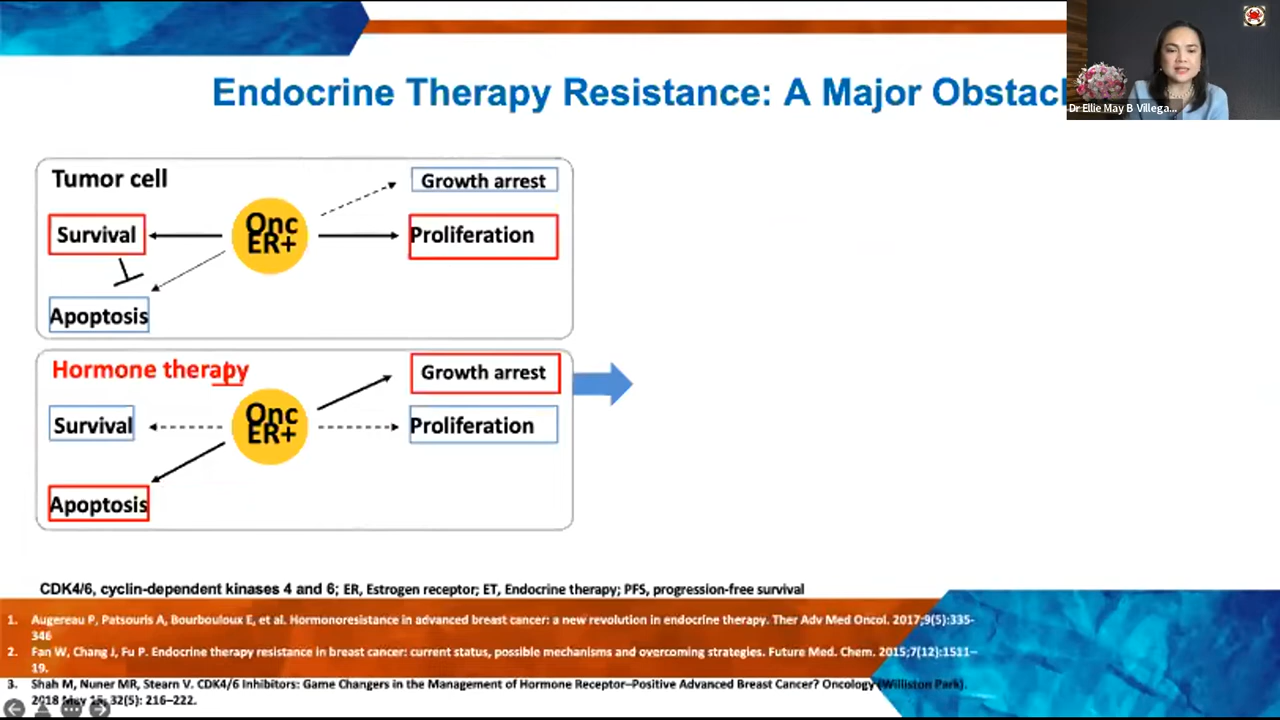 Endocrine Therapy Resistance: A Major Obstac
Dr Ellie May B Villega...
Tumor cell
Growth arrest
Survival
Onc
ER+
Proliferation
Apoptosis
Hormone therapy
Growth arrest
Survival
Onc
ER+
Proliferation
Apoptosis
CDK4/6, cyclin-dependent kinases 4 and 6; ER, Estrogen receptor; ET, Endocrine therapy; PFS, progression-free survival
1. Augereau P, Patsouris A, Bourbouloux E, et al. Hormonoresistance in advanced breast cancer: a new revolution in endocrine therapy. Ther Adv Med Oncol. 2017;9(5):335-
346
2. Fan W, Chang J, Fu P. Endocrine therapy resistance in breast cancer: current status, possible mechanisms and overcoming strategies. Future Med. Chem. 2015;7(12):1511–
19.
3. Shah M, Nuner MR, Stearn V. CDK4/6 Inhibitors: Game Changers in the Management of Hormone Receptor–Positive Advanced Breast Cancer? Oncology (Williston Park).
2018 May 15; 32(5): 216–222.